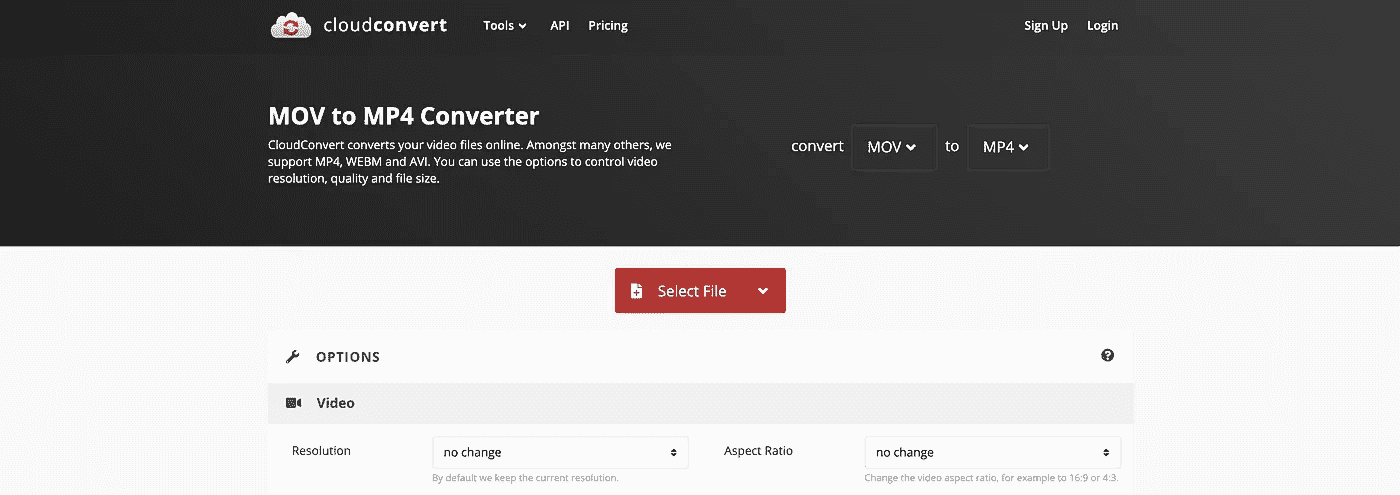 cloudconvert
Tools
API
Pricing
Sign Up
Login
MOV to MP4 Converter
CloudConvert converts your video files online. Amongst many others, we
support MP4, WEBM and AVI. You can use the options to control video
resolution, quality and file size.
convert MOV to MP4
Select File
OPTIONS
Video
Resolution
no change
By default we keep the current resolution.
Aspect Ratio
no change
Change the video aspect ratio, for example to 16:9 or 4:3.